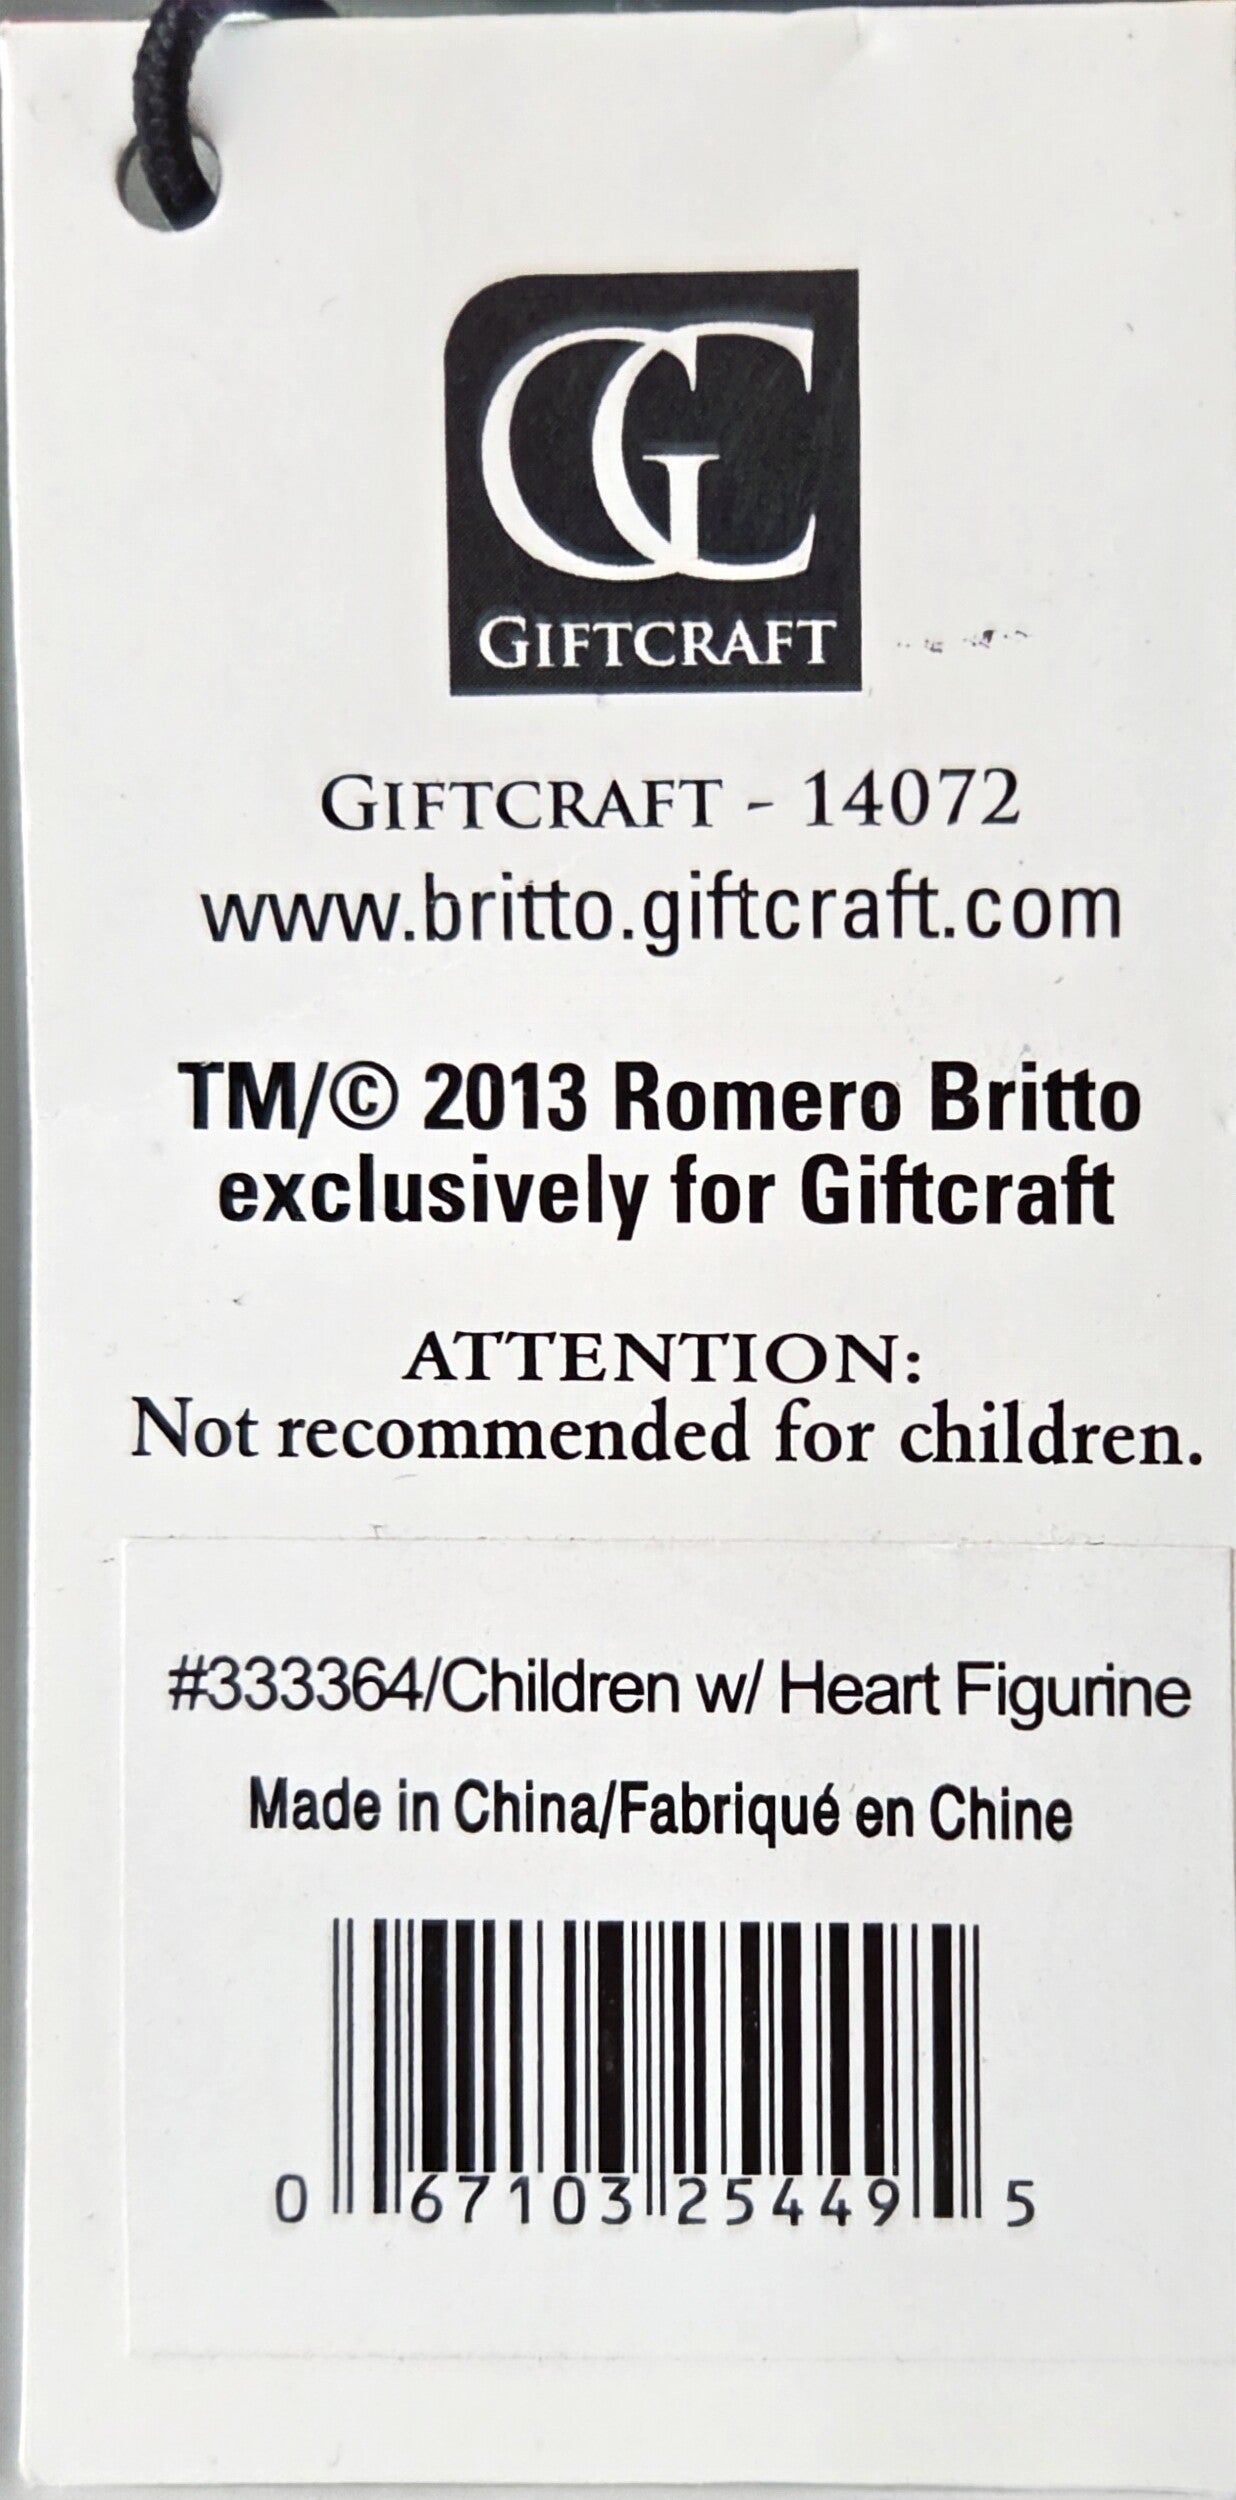 GC
GIFTCRAFT
GIFTCRAFT - 14072
www.britto.giftcraft.com
TM/© 2013 Romero Britto
exclusively for Giftcraft
ATTENTION:
Not recommended for children.
#333364/Children w/ Heart Figurine
Made in China/Fabriqué en Chine
0 67103 25449 5